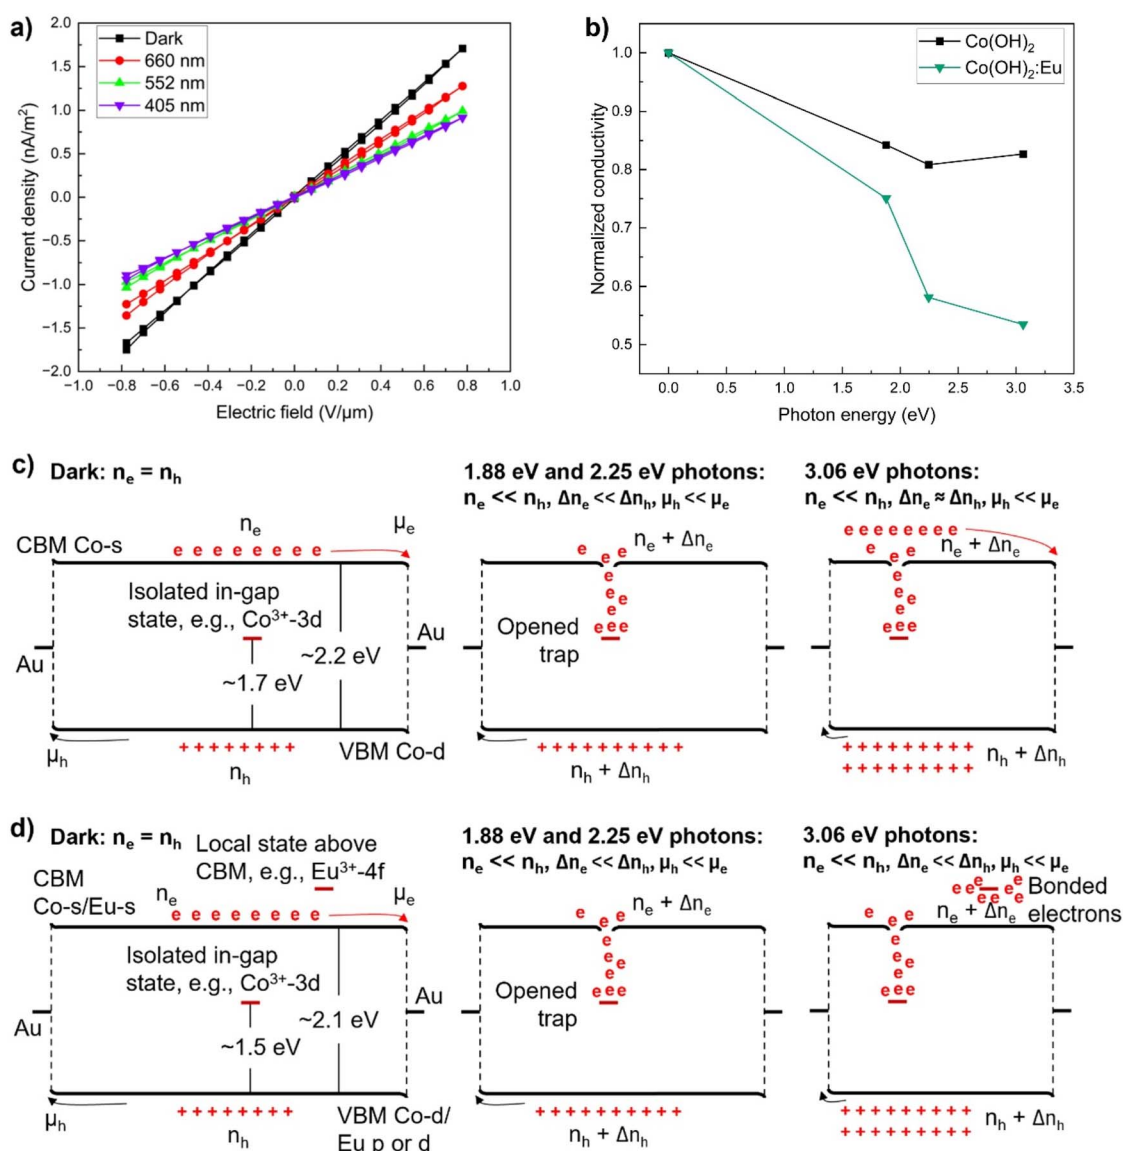 a)
2.0
1.5
1.0
0.5
0.0
−0.5
−1.0
−1.5
−2.0
Current density (nA/m²)
Dark
660 nm
552 nm
405 nm
−1.0 −0.8 −0.6 −0.4 −0.2 0.0 0.2 0.4 0.6 0.8 1.0
Electric field (V/µm)
b)
1.0
0.9
0.8
0.7
0.6
0.5
Normalized conductivity
Co(OH)₂
Co(OH)₂:Eu
0.0 0.5 1.0 1.5 2.0 2.5 3.0 3.5
Photon energy (eV)
c) Dark: nₑ = nₕ
nₑ
µₑ
CBM Co-s
e e e e e e e e
Isolated in-gap
state, e.g., Co³⁺-3d
Au
Au
~2.2 eV
~1.7 eV
µₕ
+ + + + + + + +
nₕ
VBM Co-d
1.88 eV and 2.25 eV photons:
nₑ << nₕ, Δnₑ << Δnₕ, µₕ << µₑ
nₑ + Δnₑ
e e e
e
e
e e
e
e e e
Opened
trap
+ + + + + + + + + +
nₕ + Δnₕ
3.06 eV photons:
nₑ << nₕ, Δnₑ ≈ Δnₕ, µₕ << µₑ
e e e e e e e e
nₑ + Δnₑ
e e e
e
e
e e
e
e e e
+ + + + + + + + +
+ + + + + + + + +
nₕ + Δnₕ
d) Dark: nₑ = nₕ
Local state above
CBM, e.g., Eu³⁺-4f
CBM
Co-s/Eu-s
nₑ
µₑ
e e e e e e e e
Isolated in-gap
state, e.g., Co³⁺-3d
Au
Au
~2.1 eV
~1.5 eV
µₕ
+ + + + + + + +
nₕ
VBM Co-d/
Eu p or d
1.88 eV and 2.25 eV photons:
nₑ << nₕ, Δnₑ << Δnₕ, µₕ << µₑ
nₑ + Δnₑ
e e e
e
e
e e
e
e e e
Opened
trap
+ + + + + + + + + +
nₕ + Δnₕ
3.06 eV photons:
nₑ << nₕ, Δnₑ << Δnₕ, µₕ << µₑ
e e e e e e e e
Bonded
electrons
nₑ + Δnₑ
e e e
e
e
e e
e
e e e
+ + + + + + + + +
+ + + + + + + + +
nₕ + Δnₕ